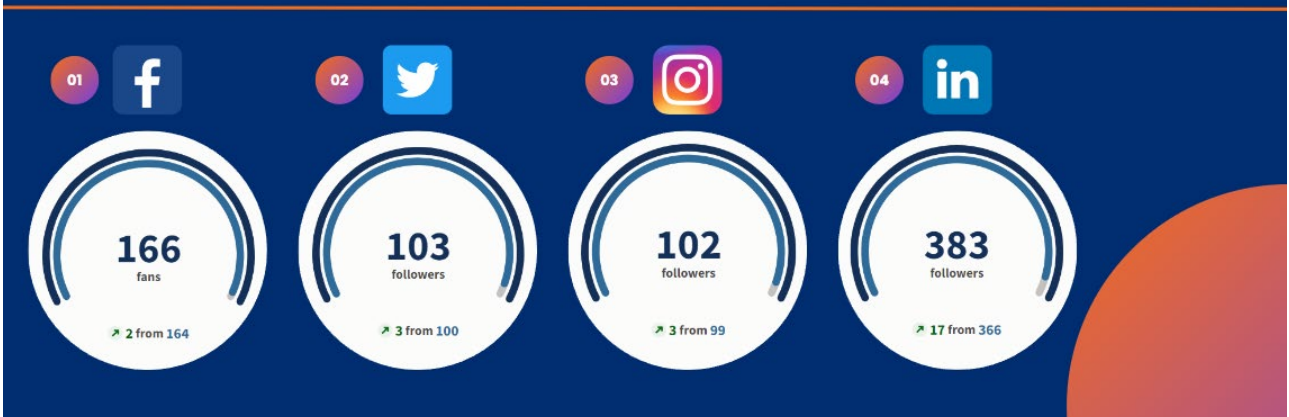 01
02
03
04
f
in
166
fans
2 from 164
103
followers
3 from 100
102
followers
3 from 99
383
followers
17 from 366